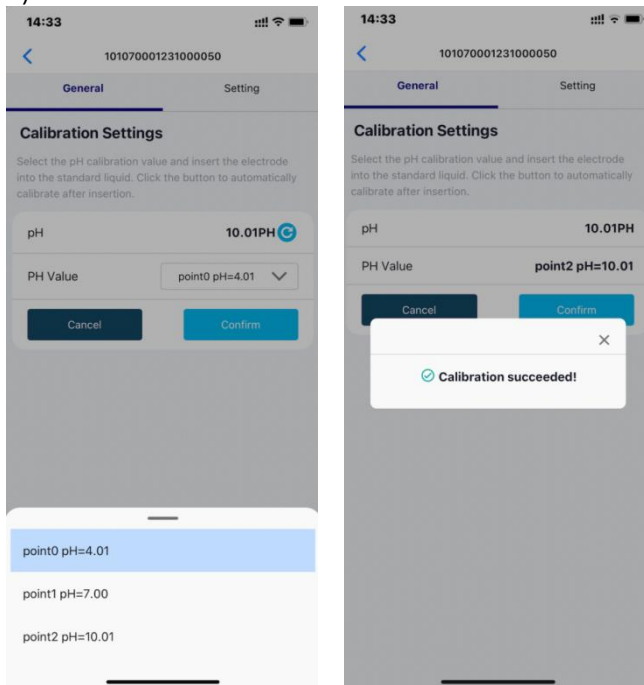 14:33
101070001231000050
General Setting
Calibration Settings
Select the pH calibration value and insert the electrode
into the standard liquid. Click the button to automatically
calibrate after insertion.
pH 10.01PH
PH Value point0 pH=4.01
Cancel Confirm
point0 pH=4.01
point1 pH=7.00
point2 pH=10.01
14:33
101070001231000050
General Setting
Calibration Settings
Select the pH calibration value and insert the electrode
into the standard liquid. Click the button to automatically
calibrate after insertion.
pH 10.01PH
PH Value point2 pH=10.01
Cancel Confirm
Calibration succeeded!